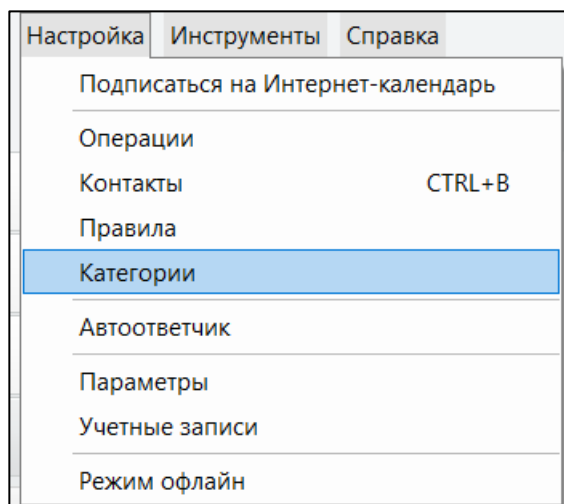 Настройка Инструменты Справка
Подписаться на Интернет-календарь
Операции
Контакты CTRL+B
Правила
Категории
Автоответчик
Параметры
Учетные записи
Режим офлайн